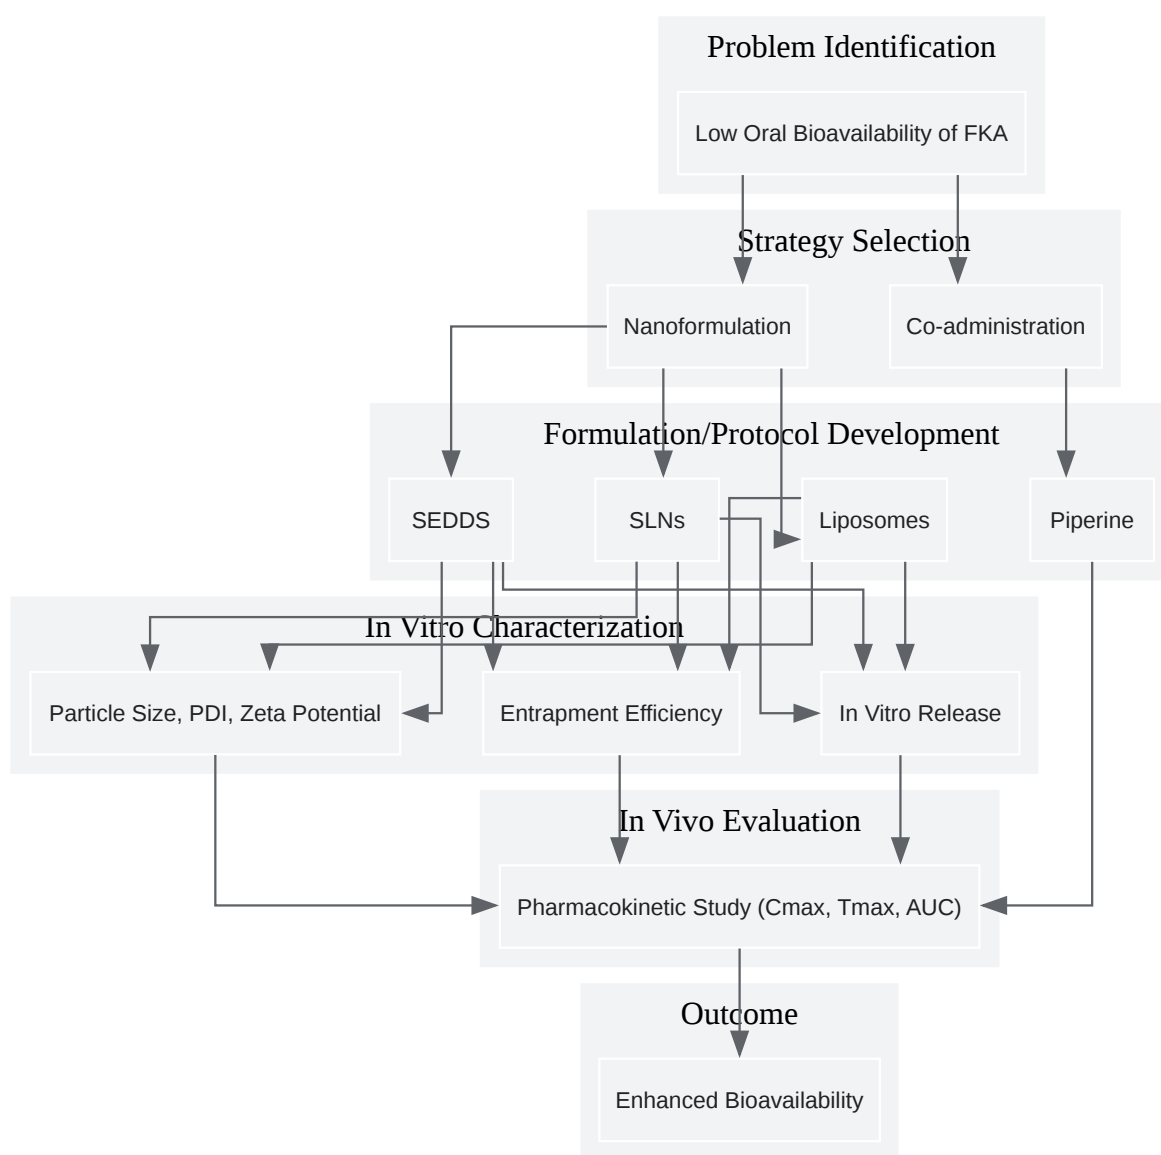 Problem Identification
Low Oral Bioavailability of FKA
Strategy Selection
Nanoformulation
Co-administration
Formulation/Protocol Development
SEDDS
SLNs
Liposomes
Piperine
In Vitro Characterization
Particle Size, PDI, Zeta Potential
Entrapment Efficiency
In Vitro Release
In Vivo Evaluation
Pharmacokinetic Study (Cmax, Tmax, AUC)
Outcome
Enhanced Bioavailability